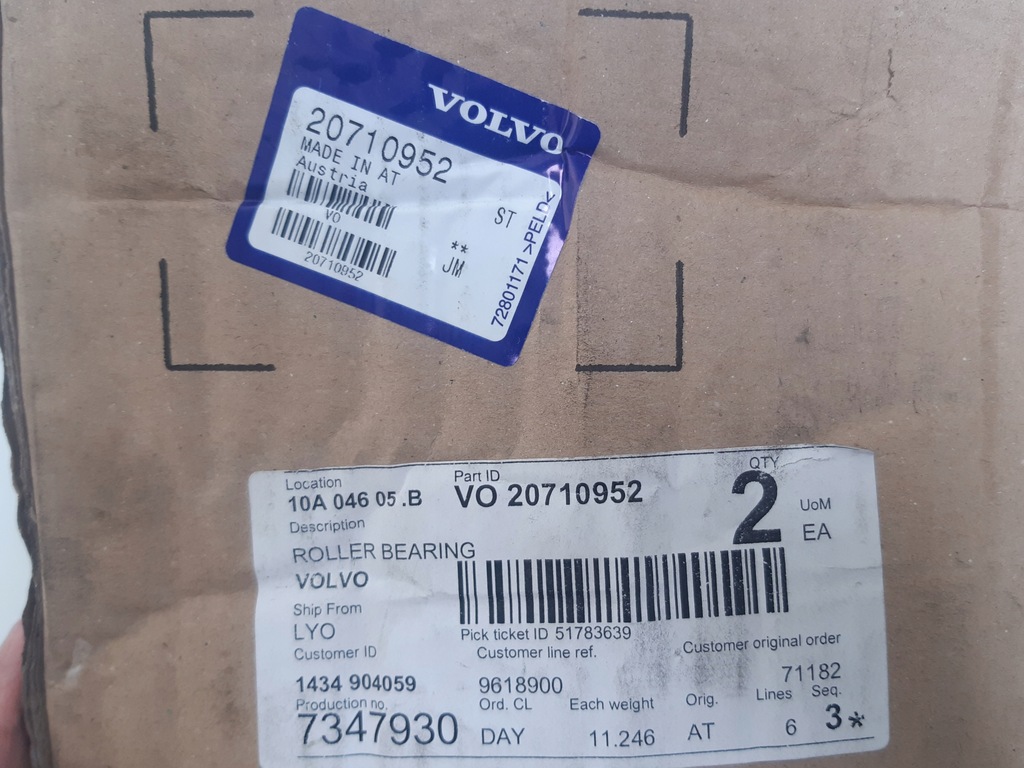 VOLVO
20710952
MADE IN AT
Austria
ST
VO
**
JM
20710952
72801171 >PELD<
Location
10A 046 05.B
Part ID
VO 20710952
QTY
2
UoM
EA
Description
ROLLER BEARING
VOLVO
Ship From
LYO
Pick ticket ID 51783639
Customer ID
1434 904059
Customer line ref.
9618900
Customer original order
71182
Production no.
7347930
Ord. CL
DAY
Each weight
11.246
Orig.
AT
Lines
6
Seq.
3*